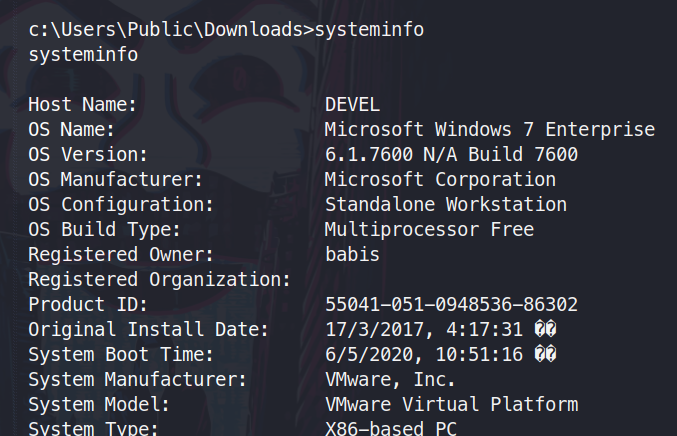 c:\Users\Public\Downloads>systeminfo
systeminfo
Host Name: DEVEL
OS Name: Microsoft Windows 7 Enterprise
OS Version: 6.1.7600 N/A Build 7600
OS Manufacturer: Microsoft Corporation
OS Configuration: Standalone Workstation
OS Build Type: Multiprocessor Free
Registered Owner: babis
Registered Organization:
Product ID: 55041-051-0948536-86302
Original Install Date: 17/3/2017, 4:17:31 ��
System Boot Time: 6/5/2020, 10:51:16 ��
System Manufacturer: VMware, Inc.
System Model: VMware Virtual Platform
System Type: X86-based PC